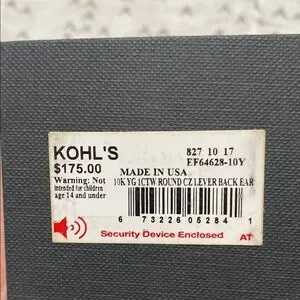 KOHL'S
$175.00
Warning: Not
intended for children
age 14 and under
827 10 17
EF64628-10Y
MADE IN USA
10K YG 1CTW ROUND CZ LEVER BACK EAR
6 73226 05284 1
Security Device Enclosed AT